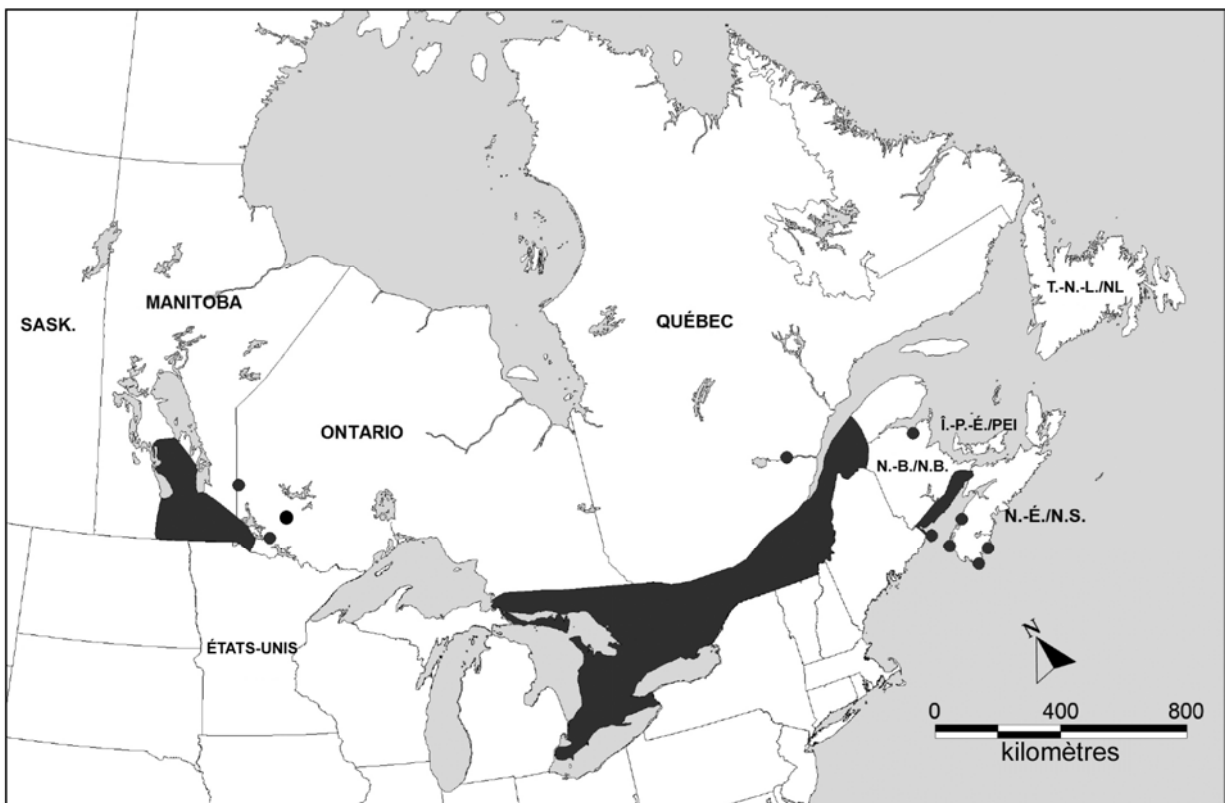 T.-N.-L./NL
MANITOBA
SASK.
QUÉBEC
ONTARIO
Î.-P.-É./PEI
N.-B./N.B.
N.-É./N.S.
N
ÉTATS-UNIS
0 400 800
kilomètres